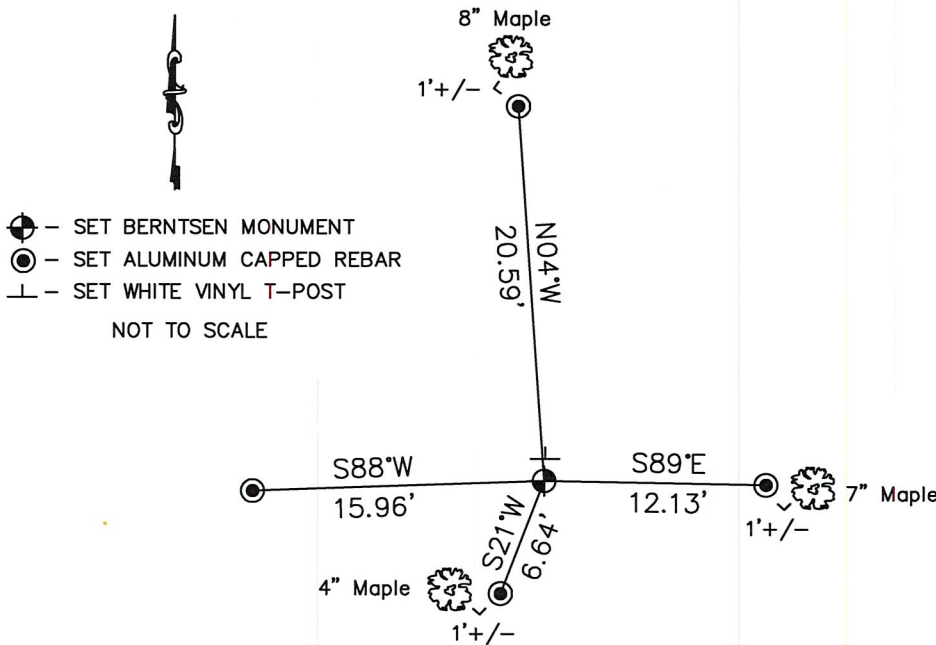 8" Maple
1'+/-
– SET BERNTSEN MONUMENT
– SET ALUMINUM CAPPED REBAR
– SET WHITE VINYL T-POST
NOT TO SCALE
N04°W
20.59'
S88°W
15.96'
S89°E
12.13'
7" Maple
1'+/-
S21°W
6.64'
4" Maple
1'+/-